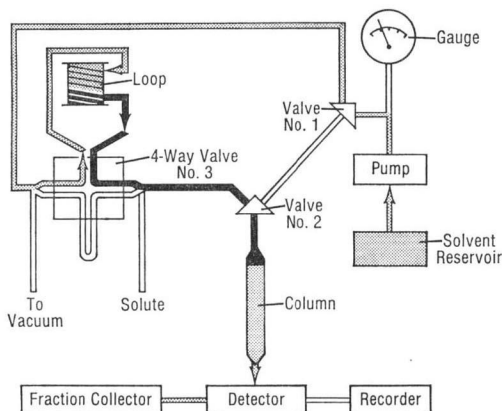 Gauge
Loop
Valve
No. 1
4-Way Valve
No. 3
Pump
Valve
No. 2
Solvent
Reservoir
To
Vacuum
Solute
Column
Fraction Collector
Detector
Recorder